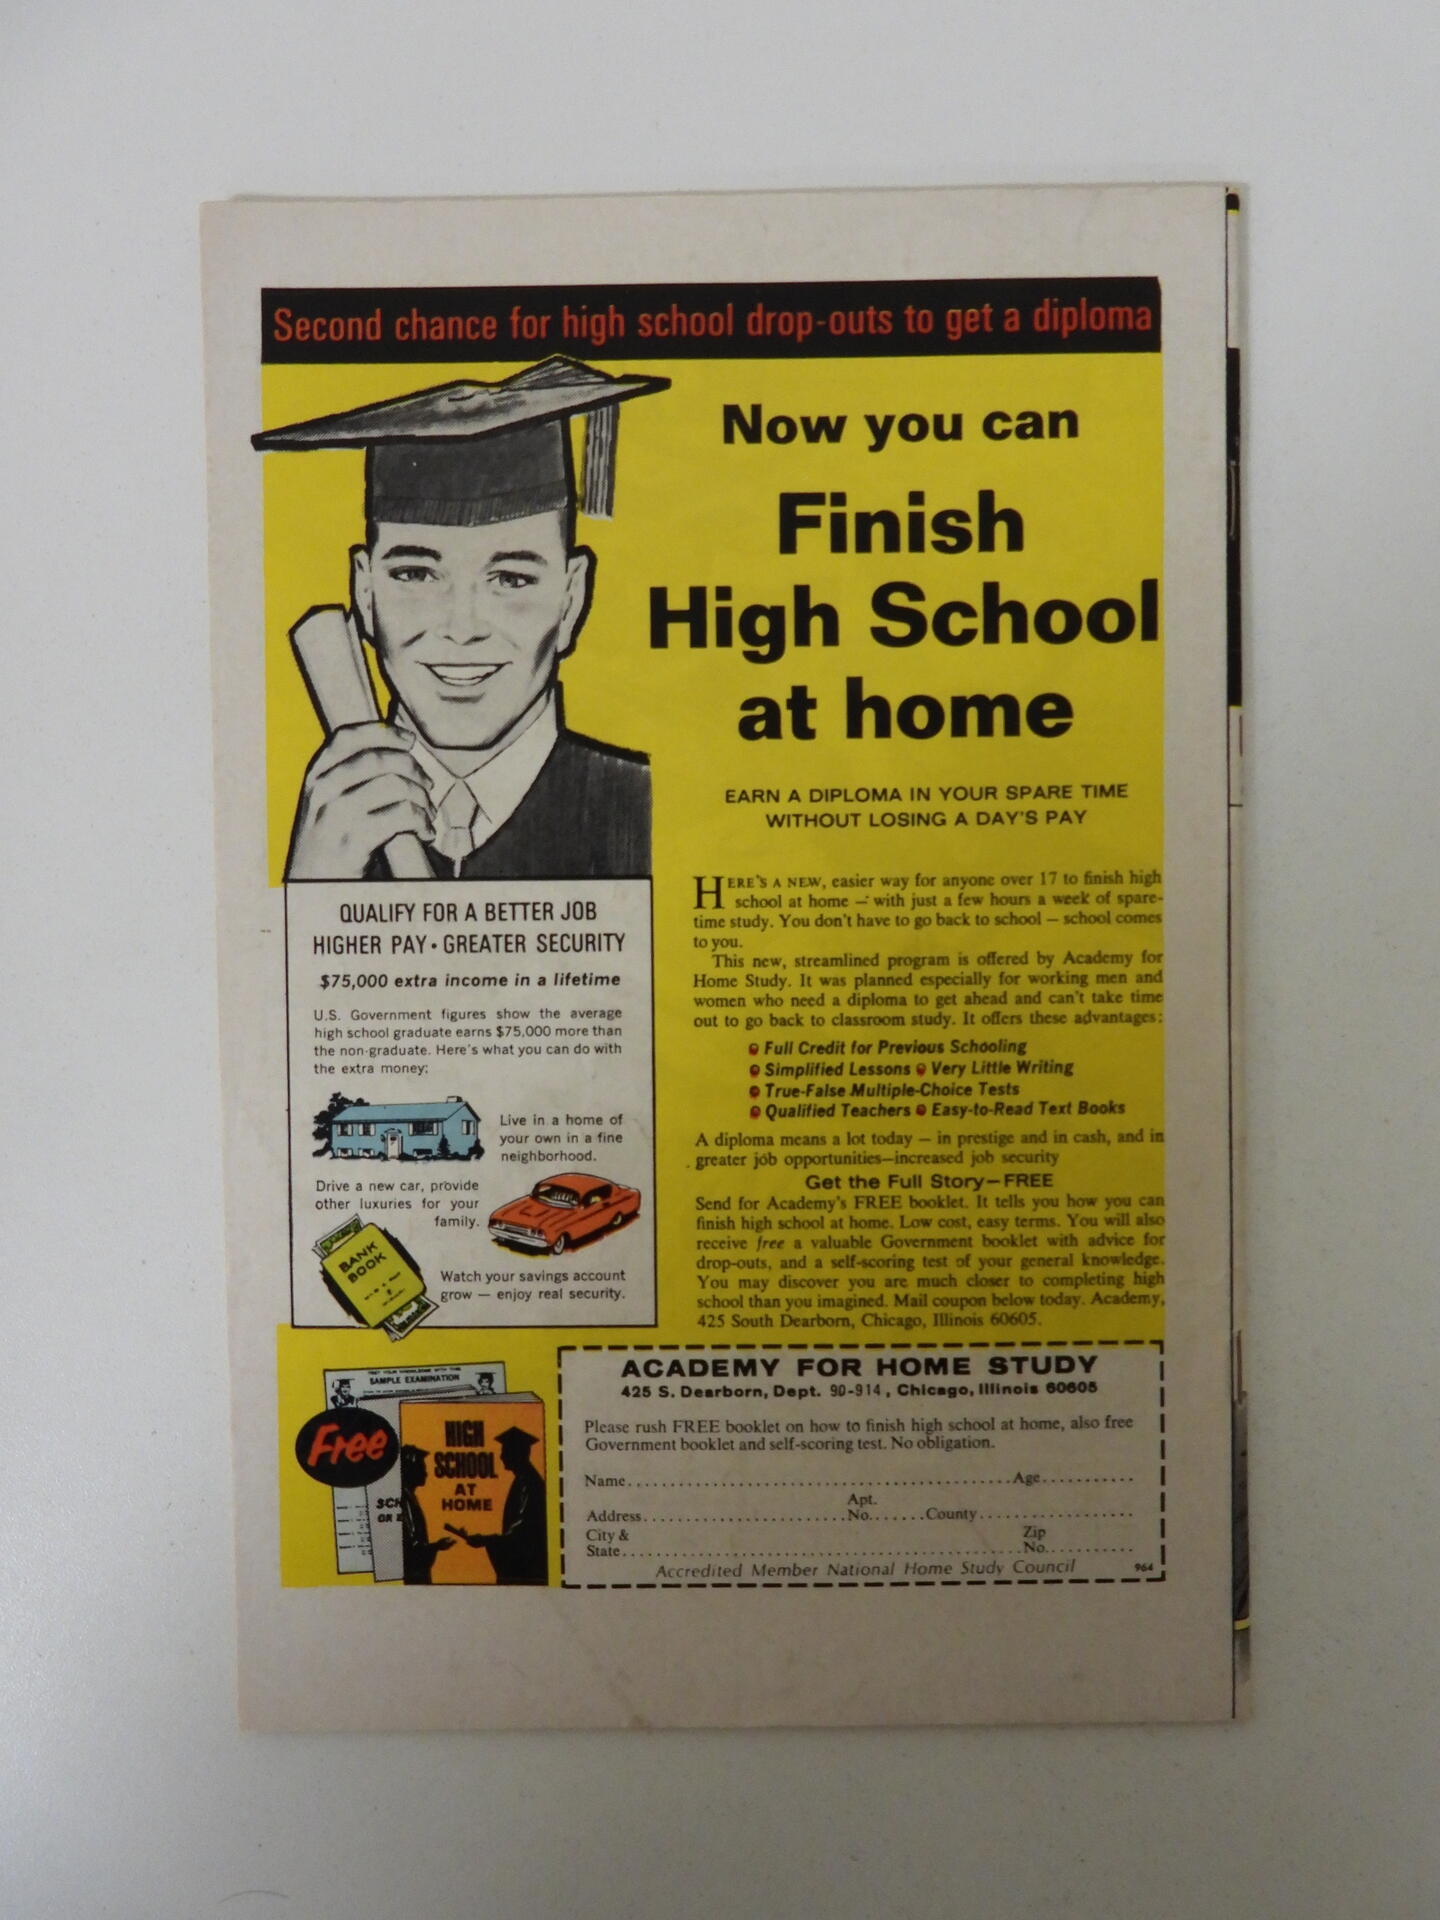 Second chance for high school drop-outs to get a diploma
Now you can
Finish
High School
at home
EARN A DIPLOMA IN YOUR SPARE TIME
WITHOUT LOSING A DAY'S PAY
QUALIFY FOR A BETTER JOB
HIGHER PAY • GREATER SECURITY
$75,000 extra income in a lifetime
U.S. Government figures show the average
high school graduate earns $75,000 more than
the non-graduate. Here's what you can do with
the extra money:
Live in a home of
your own in a fine
neighborhood.
Drive a new car, provide
other luxuries for your
family.
BANK
BOOK
Watch your savings account
grow — enjoy real security.
HERE'S A NEW, easier way for anyone over 17 to finish high
school at home — with just a few hours a week of spare-
time study. You don't have to go back to school — school comes
to you.
This new, streamlined program is offered by Academy for
Home Study. It was planned especially for working men and
women who need a diploma to get ahead and can't take time
out to go back to classroom study. It offers these advantages:
Full Credit for Previous Schooling
Simplified Lessons Very Little Writing
True-False Multiple-Choice Tests
Qualified Teachers Easy-to-Read Text Books
A diploma means a lot today — in prestige and in cash, and in
greater job opportunities—increased job security
Get the Full Story—FREE
Send for Academy's FREE booklet. It tells you how you can
finish high school at home. Low cost, easy terms. You will also
receive free a valuable Government booklet with advice for
drop-outs, and a self-scoring test of your general knowledge.
You may discover you are much closer to completing high
school than you imagined. Mail coupon below today. Academy,
425 South Dearborn, Chicago, Illinois 60605.
TEST YOUR KNOWLEDGE WITH THIS
SAMPLE EXAMINATION
Free
SCH
OR
HIGH
SCHOOL
AT
HOME
ACADEMY FOR HOME STUDY
425 S. Dearborn, Dept. 90-914, Chicago, Illinois 60605
Please rush FREE booklet on how to finish high school at home, also free
Government booklet and self-scoring test. No obligation.
Name Age
Apt.
Address No. County
City & Zip
State No.
Accredited Member National Home Study Council 964